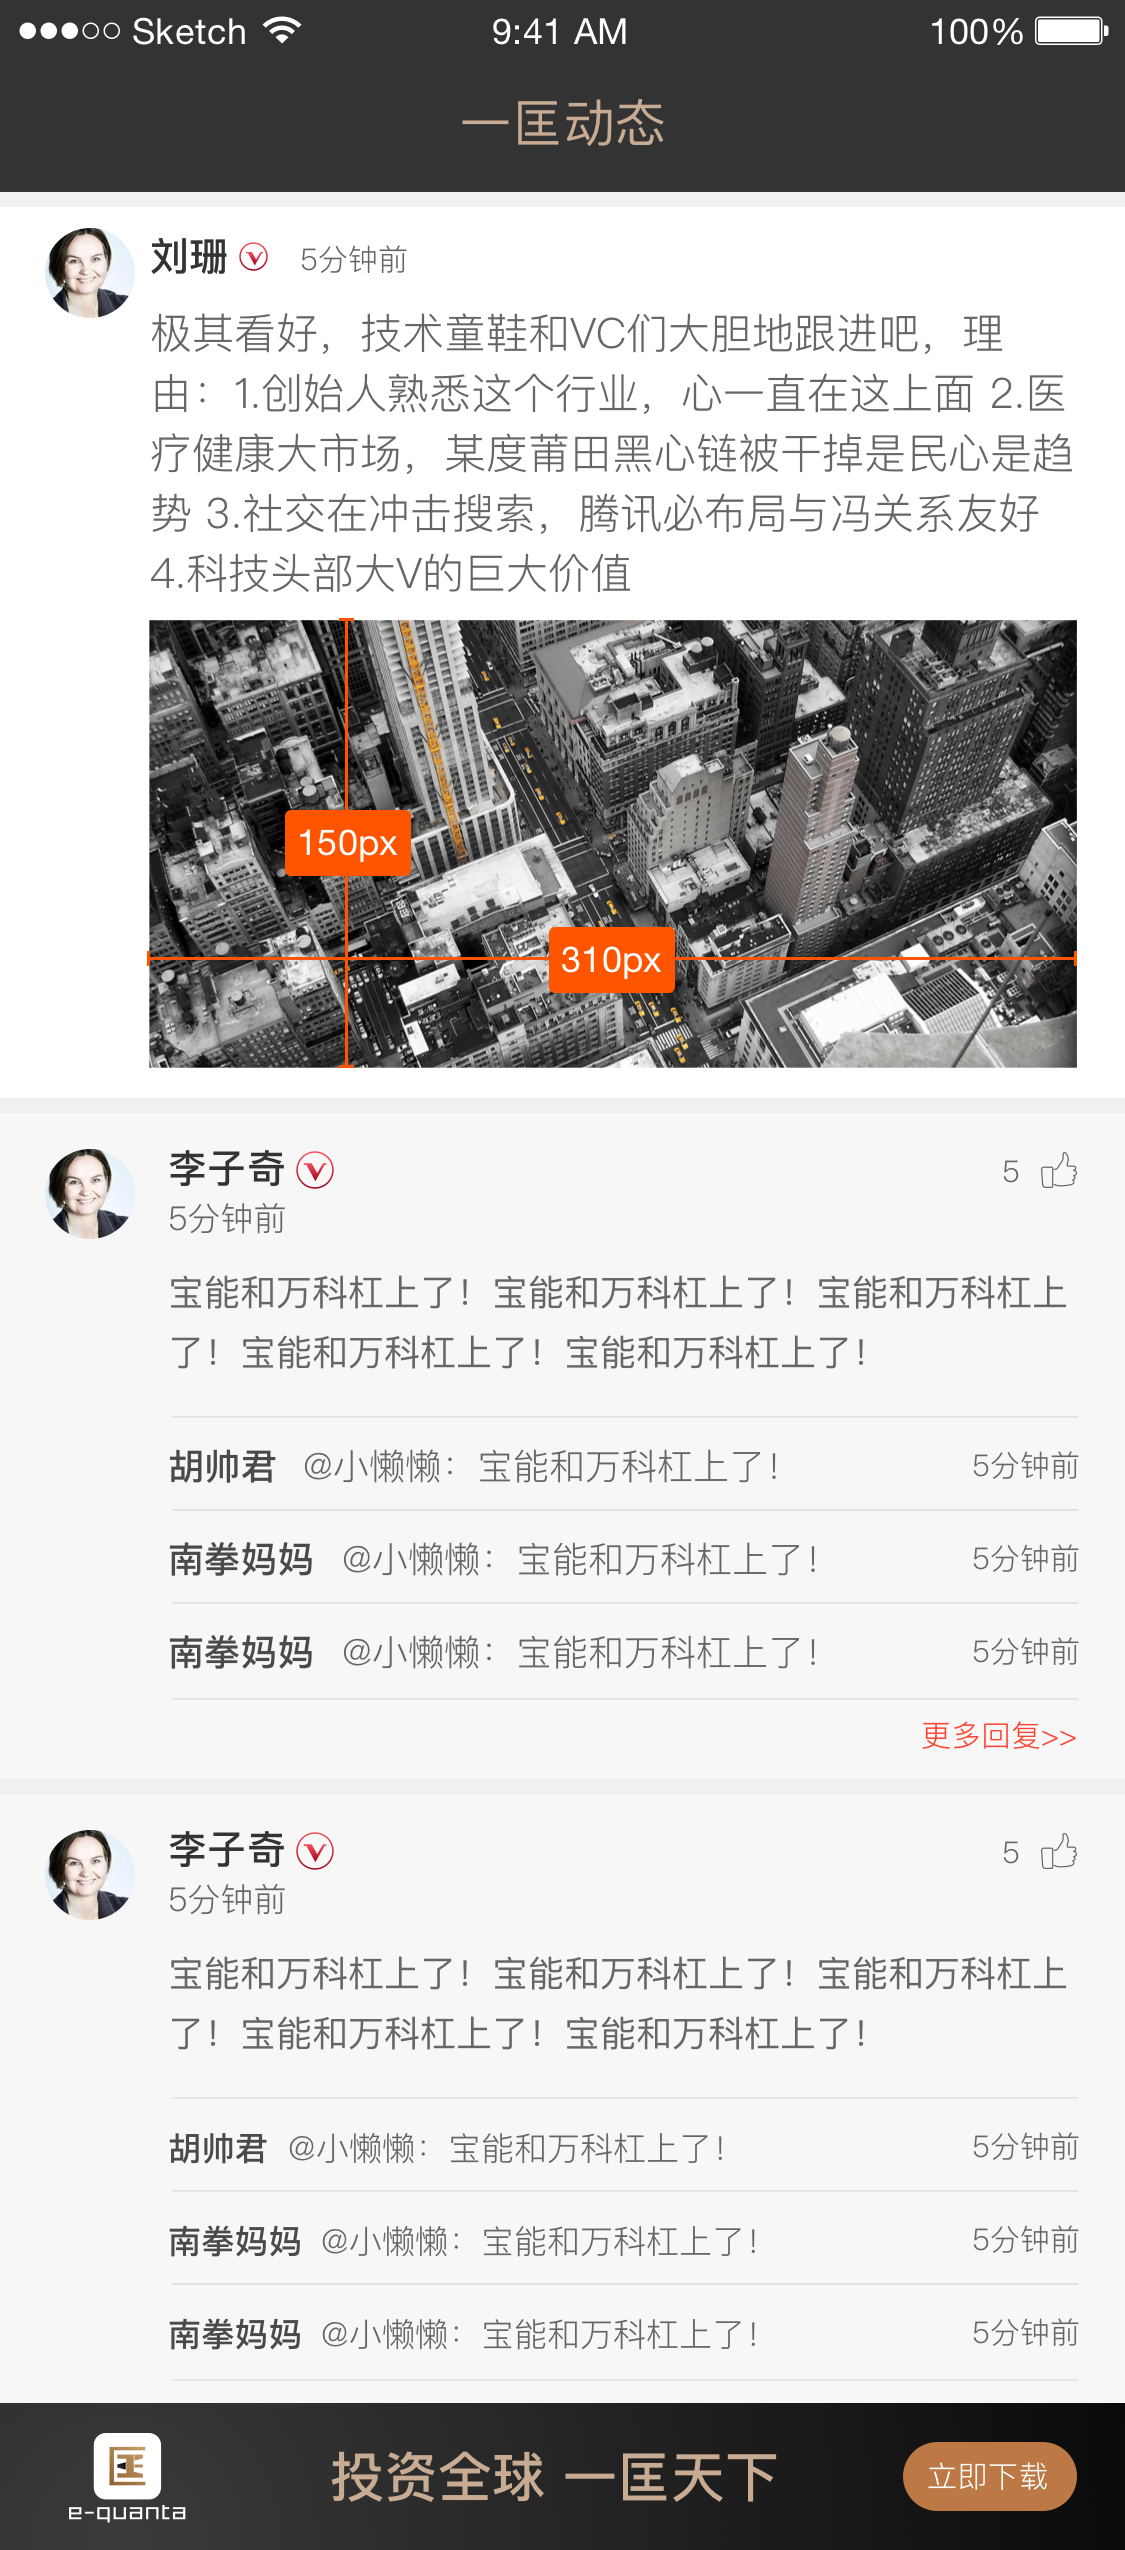 Sketch 9:41 AM 100%
一匡动态
刘珊 5分钟前
极其看好，技术童鞋和VC们大胆地跟进吧，理
由：1.创始人熟悉这个行业，心一直在这上面 2.医
疗健康大市场，某度莆田黑心链被干掉是民心是趋
势 3.社交在冲击搜索，腾讯必布局与冯关系友好
4.科技头部大V的巨大价值
150px
310px
李子奇 5
5分钟前
宝能和万科杠上了！宝能和万科杠上了！宝能和万科杠上
了！宝能和万科杠上了！宝能和万科杠上了！
胡帅君 @小懒懒：宝能和万科杠上了！ 5分钟前
南拳妈妈 @小懒懒：宝能和万科杠上了！ 5分钟前
南拳妈妈 @小懒懒：宝能和万科杠上了！ 5分钟前
更多回复>>
李子奇 5
5分钟前
宝能和万科杠上了！宝能和万科杠上了！宝能和万科杠上
了！宝能和万科杠上了！宝能和万科杠上了！
胡帅君 @小懒懒：宝能和万科杠上了！ 5分钟前
南拳妈妈 @小懒懒：宝能和万科杠上了！ 5分钟前
南拳妈妈 @小懒懒：宝能和万科杠上了！ 5分钟前
e-quanta
投资全球 一匡天下
立即下载